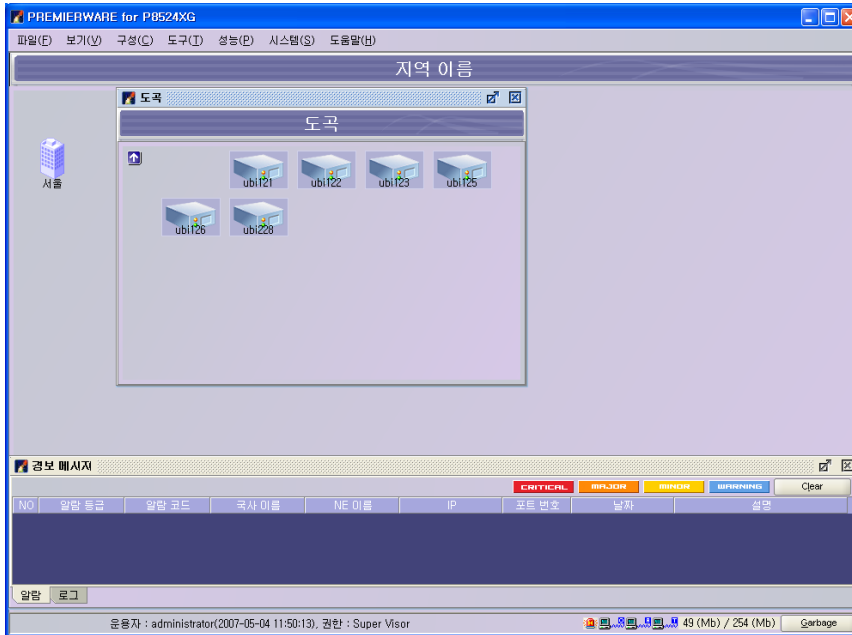 PREMIERWARE for P8524XG
파일(F) 보기(V) 구성(C) 도구(T) 성능(P) 시스템(S) 도움말(H)
지역 이름
도곡
도곡
서울
ubi121 ubi122 ubi123 ubi125
ubi126 ubi228
경보 메시지
CRITICAL MAJOR MINOR WARNING Clear
NO 알람 등급 알람 코드 국사 이름 NE 이름 IP 포트 번호 날짜 설명
알람 로그
운용자 : administrator(2007-05-04 11:50:13), 권한 : Super Visor
49 (Mb) / 254 (Mb) Garbage